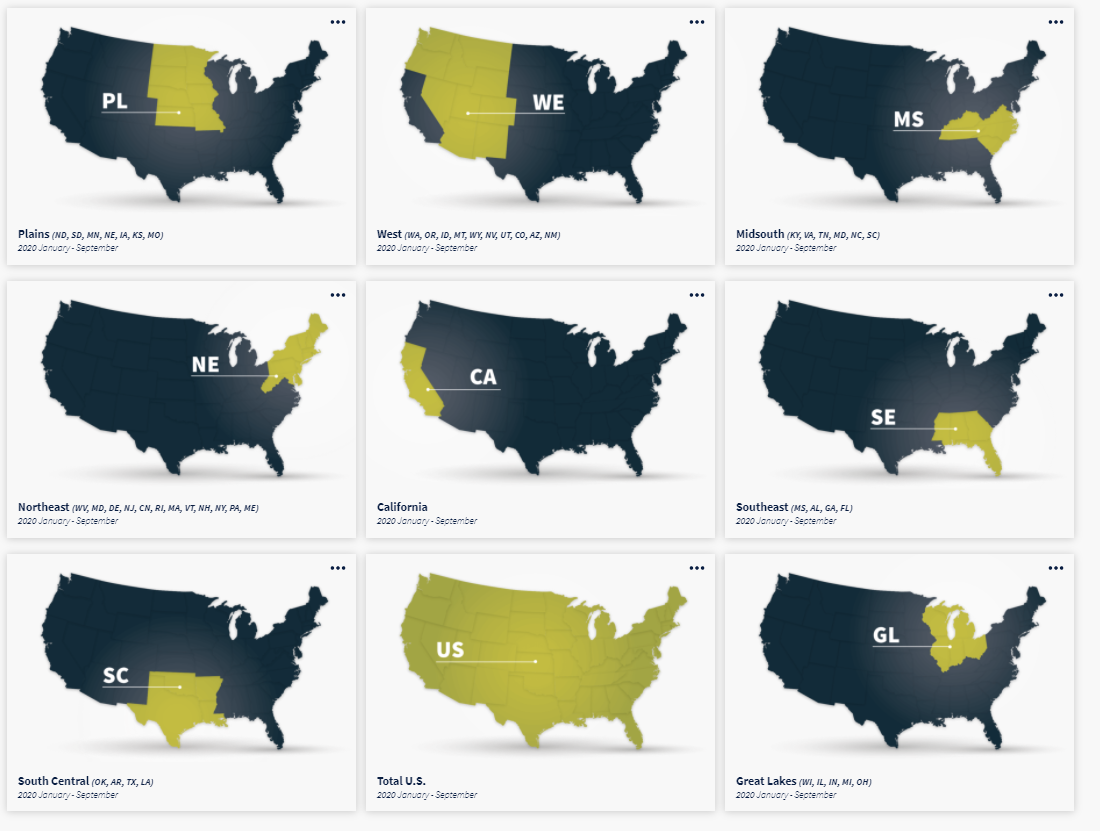 PL
Plains (ND, SD, MN, NE, IA, KS, MO)
2020 January - September
WE
West (WA, OR, ID, MT, WY, NV, UT, CO, AZ, NM)
2020 January - September
MS
Midsouth (KY, VA, TN, MD, NC, SC)
2020 January - September
NE
Northeast (WV, MD, DE, NJ, CN, RI, MA, VT, NH, NY, PA, ME)
2020 January - September
CA
California
2020 January - September
SE
Southeast (MS, AL, GA, FL)
2020 January - September
SC
South Central (OK, AR, TX, LA)
2020 January - September
US
Total U.S.
2020 January - September
GL
Great Lakes (WI, IL, IN, MI, OH)
2020 January - September